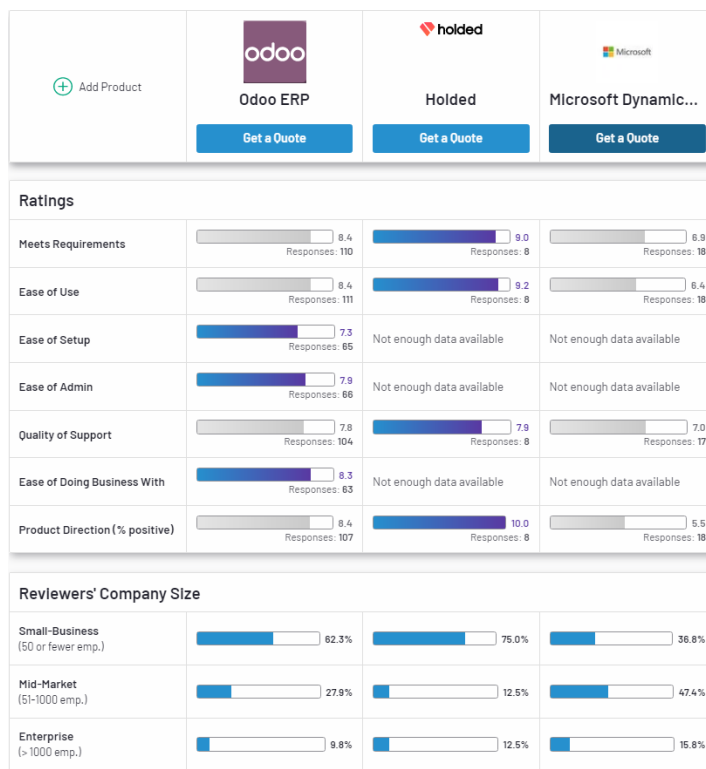 odoo
holded
Microsoft
Add Product
Odoo ERP
Holded
Microsoft Dynamic...
Get a Quote
Get a Quote
Get a Quote
Ratings
Meets Requirements
8.4
Responses: 110
9.0
Responses: 8
6.9
Responses: 18
Ease of Use
8.4
Responses: 111
9.2
Responses: 8
6.4
Responses: 18
Ease of Setup
7.3
Responses: 65
Not enough data available
Not enough data available
Ease of Admin
7.9
Responses: 66
Not enough data available
Not enough data available
Quality of Support
7.8
Responses: 104
7.9
Responses: 8
7.0
Responses: 17
Ease of Doing Business With
8.3
Responses: 63
Not enough data available
Not enough data available
Product Direction (% positive)
8.4
Responses: 107
10.0
Responses: 8
5.5
Responses: 18
Reviewers' Company Size
Small-Business
(50 or fewer emp.)
62.3%
75.0%
36.8%
Mid-Market
(51-1000 emp.)
27.9%
12.5%
47.4%
Enterprise
(> 1000 emp.)
9.8%
12.5%
15.8%